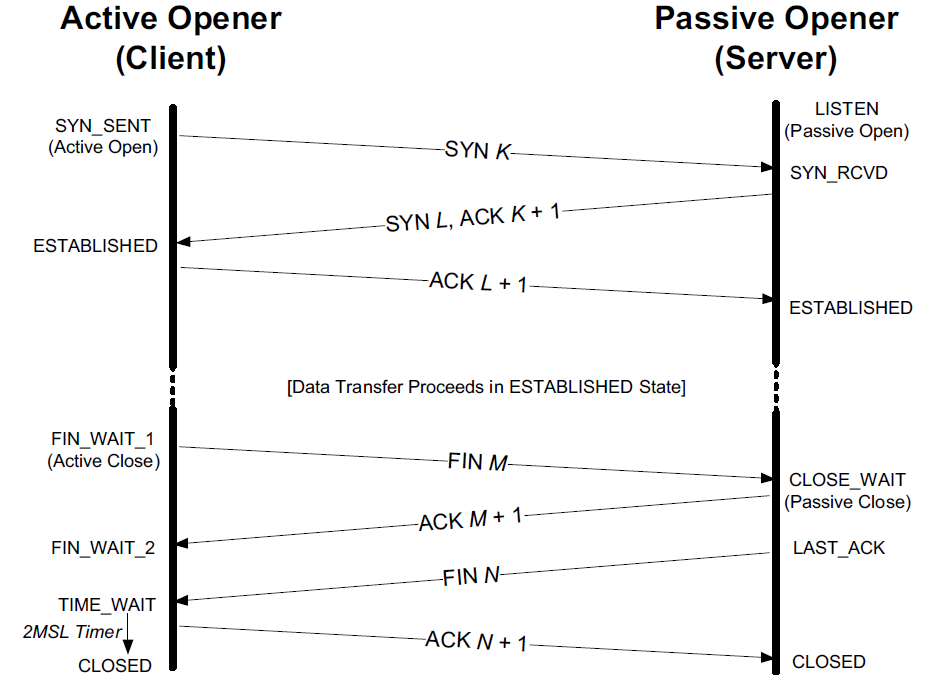 Active Opener
(Client)
Passive Opener
(Server)
LISTEN
(Passive Open)
SYN_SENT
(Active Open)
SYN K
SYN_RCVD
SYN L, ACK K + 1
ESTABLISHED
ACK L + 1
ESTABLISHED
[Data Transfer Proceeds in ESTABLISHED State]
FIN_WAIT_1
(Active Close)
FIN M
CLOSE_WAIT
(Passive Close)
ACK M + 1
FIN_WAIT_2
LAST_ACK
FIN N
TIME_WAIT
2MSL Timer
ACK N + 1
CLOSED
CLOSED